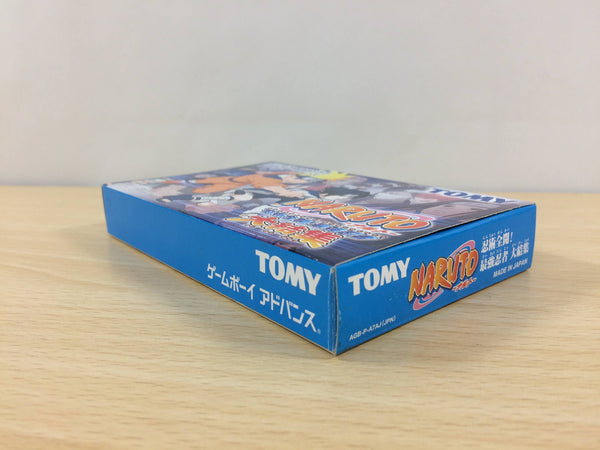 TOMY
NARUTO
TOMY
ゲームボーイ アドバンス
TOMY
NARUTO
-ナルト-
忍術全開!
最強忍者 大結集
MADE IN JAPAN
AGB-P-A7AJ(JPN)